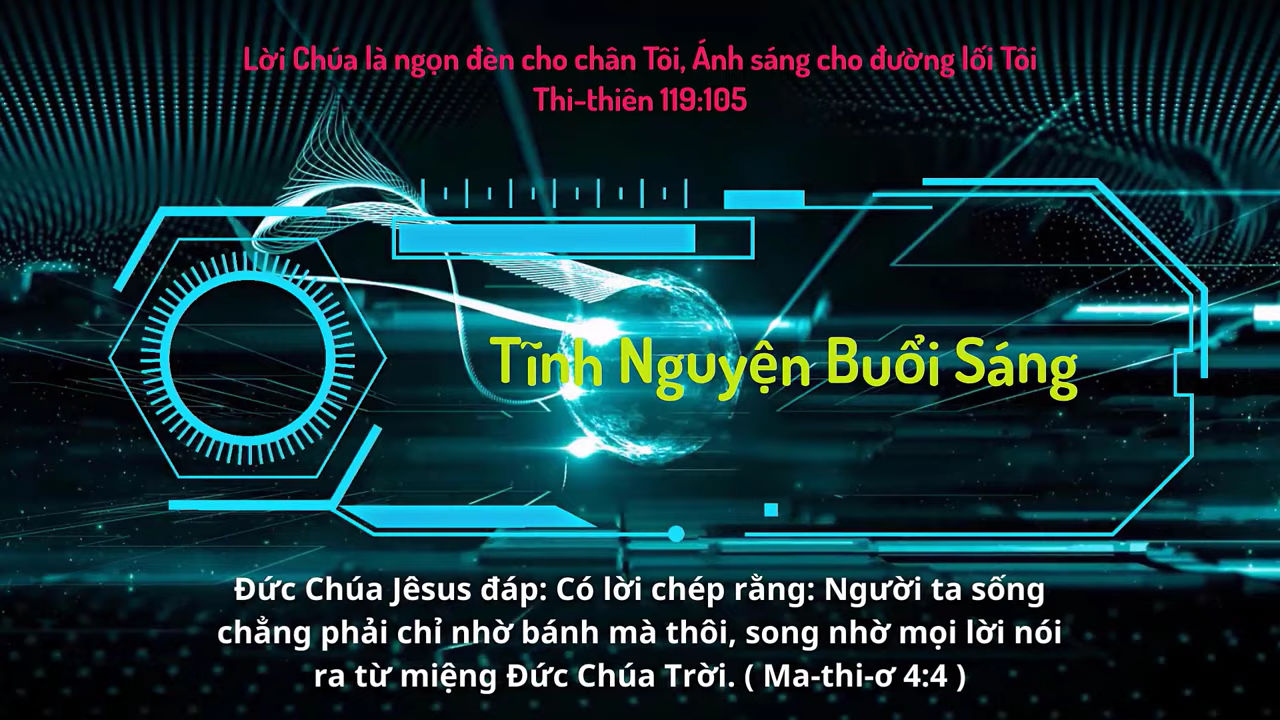 Lời Chúa là ngọn đèn cho chân Tôi, Ánh sáng cho đường lối Tôi
Thi-thiên 119:105
Tĩnh Nguyện Buổi Sáng
Đức Chúa Jêsus đáp: Có lời chép rằng: Người ta sống
chẳng phải chỉ nhờ bánh mà thôi, song nhờ mọi lời nói
ra từ miệng Đức Chúa Trời. ( Ma-thi-ơ 4:4 )